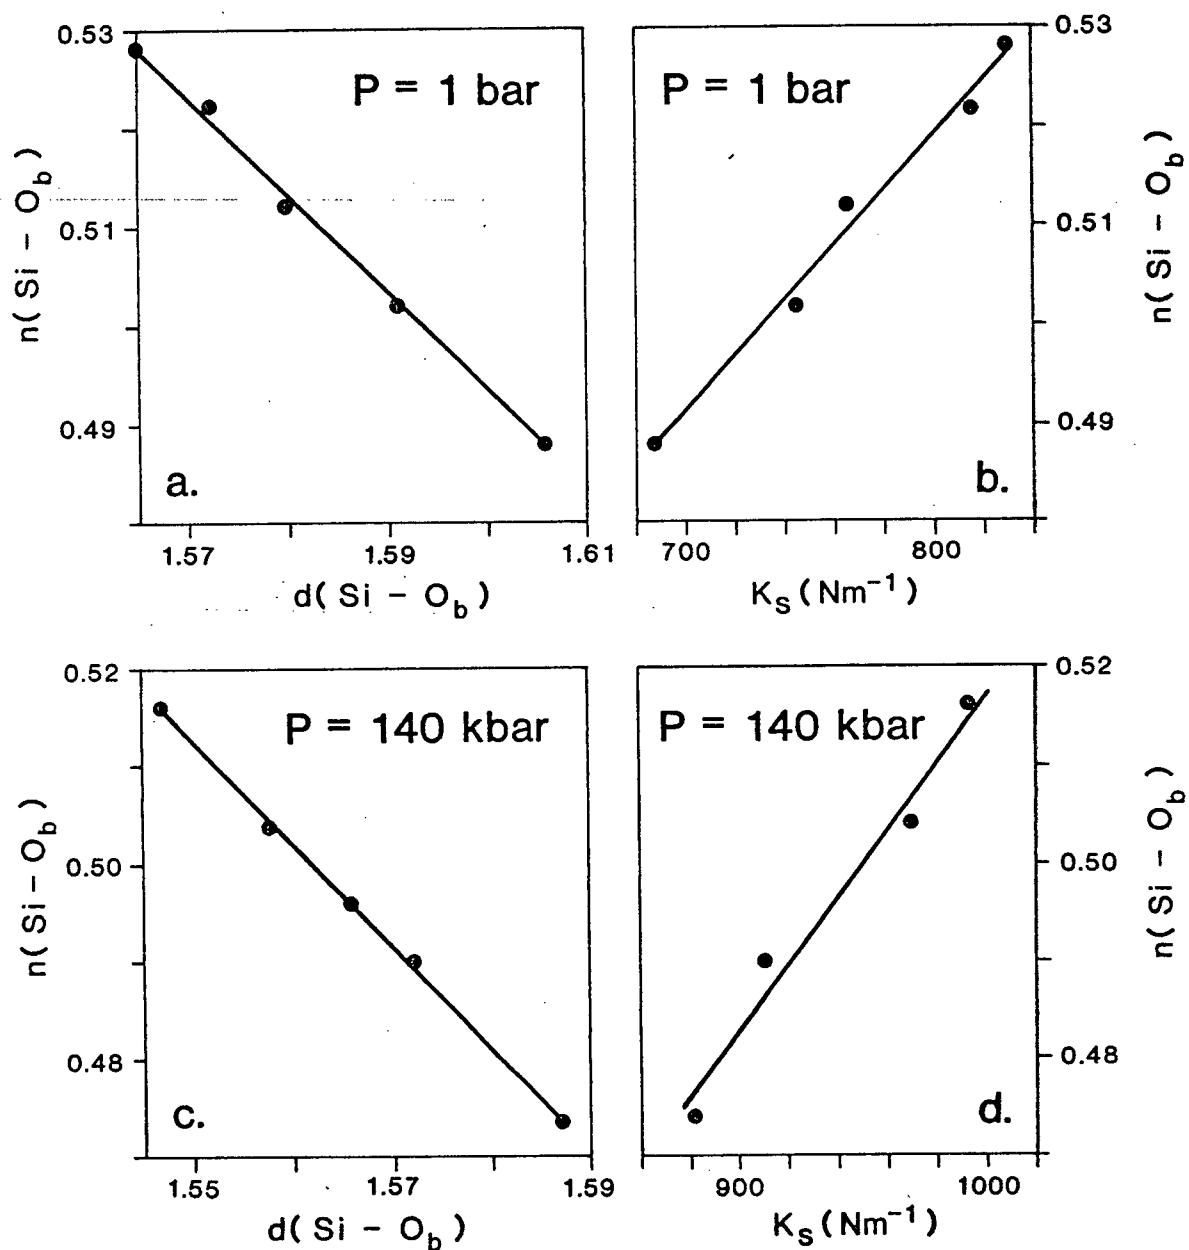 0.53
P = 1 bar
n(Si – O_b)
0.51
0.49
a.
1.57
1.59
1.61
d(Si – O_b)
0.53
P = 1 bar
n(Si – O_b)
0.51
0.49
b.
700
800
K_S(Nm⁻¹)
0.52
P = 140 kbar
n(Si – O_b)
0.50
0.48
c.
1.55
1.57
1.59
d(Si – O_b)
0.52
P = 140 kbar
n(Si – O_b)
0.50
0.48
d.
900
1000
K_S(Nm⁻¹)